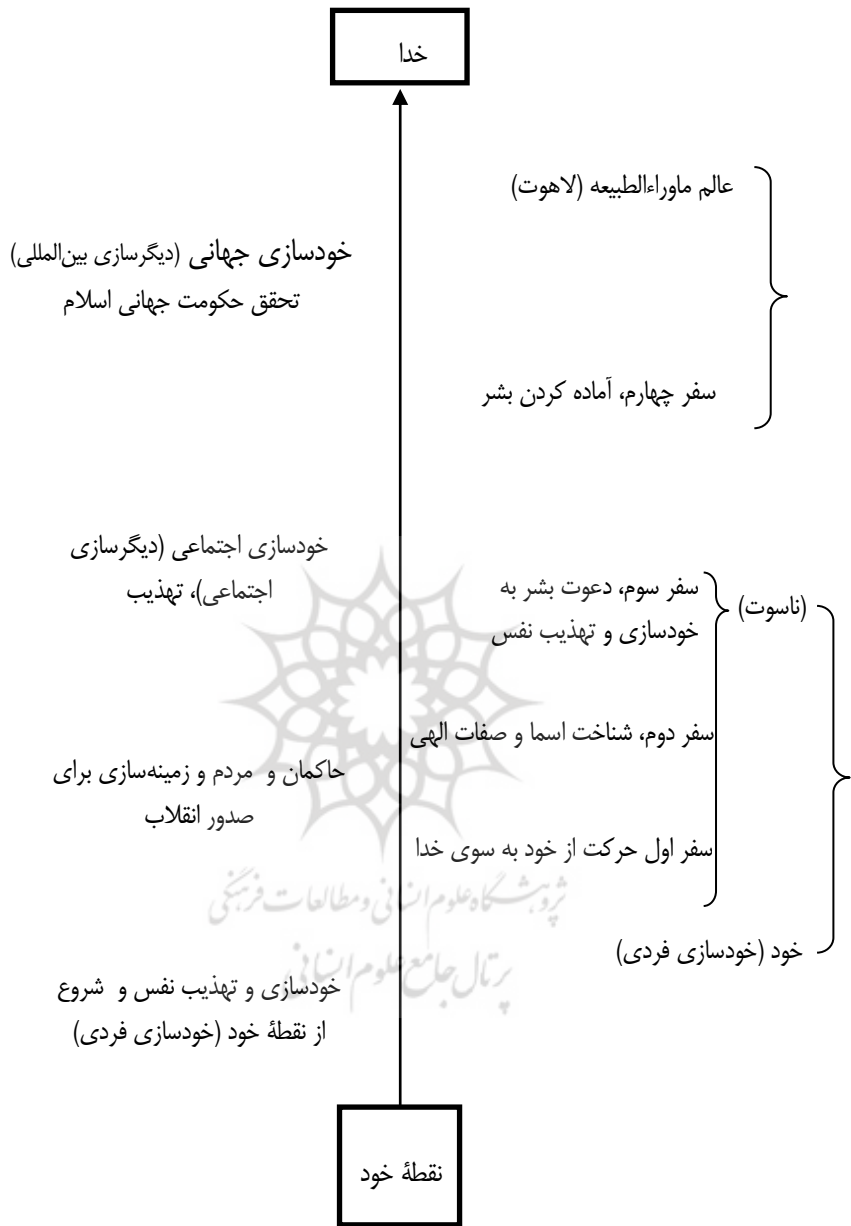 خدا
عالم ماوراءالطبیعه (لاهوت)
خودسازی جهانی (دیگرسازی بین‌المللی)
تحقق حکومت جهانی اسلام
سفر چهارم، آماده کردن بشر
خودسازی اجتماعی (دیگرسازی
اجتماعی)، تهذیب
(ناسوت)
سفر سوم، دعوت بشر به
خودسازی و تهذیب نفس
سفر دوم، شناخت اسما و صفات الهی
حاکمان و مردم و زمینه‌سازی برای
صدور انقلاب
سفر اول حرکت از خود به سوی خدا
پژوهشگاه علوم انسانی و مطالعات فرهنگی
پرتال جامع علوم انسانی
خود (خودسازی فردی)
خودسازی و تهذیب نفس و شروع
از نقطهٔ خود (خودسازی فردی)
نقطهٔ خود